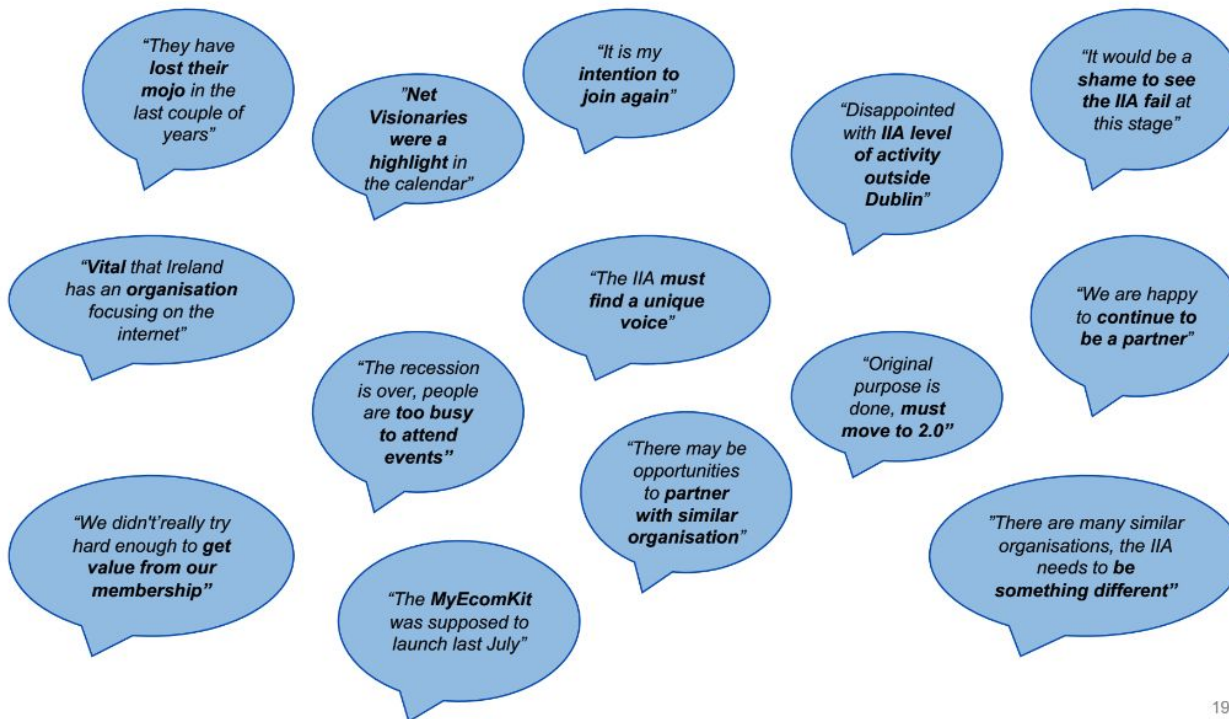 “They have
lost their
mojo in the
last couple of
years”
”Net
Visionaries
were a
highlight in
the calendar”
“It is my
intention to
join again”
“Disappointed
with IIA level
of activity
outside
Dublin”
“It would be a
shame to see
the IIA fail at
this stage”
“Vital that Ireland
has an organisation
focusing on the
internet”
“The recession
is over, people
are too busy
to attend
events”
“The IIA must
find a unique
voice”
“Original
purpose is
done, must
move to 2.0”
“We are happy
to continue to
be a partner”
“We didn't’really try
hard enough to get
value from our
membership”
“The MyEcomKit
was supposed to
launch last July”
“There may be
opportunities
to partner
with similar
organisation”
”There are many similar
organisations, the IIA
needs to be
something different”
19